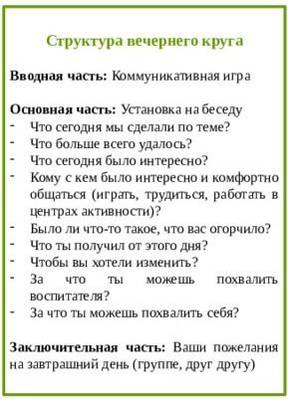 Структура вечернего круга
Вводная часть: Коммуникативная игра
Основная часть: Установка на беседу
- Что сегодня мы сделали по теме?
- Что больше всего удалось?
- Что сегодня было интересно?
- Кому с кем было интересно и комфортно
общаться (играть, трудиться, работать в
центрах активности)?
- Было ли что-то такое, что вас огорчило?
- Что ты получил от этого дня?
- Чтобы вы хотели изменить?
- За что ты можешь похвалить
воспитателя?
- За что ты можешь похвалить себя?
Заключительная часть: Ваши пожелания
на завтрашний день (группе, друг другу)